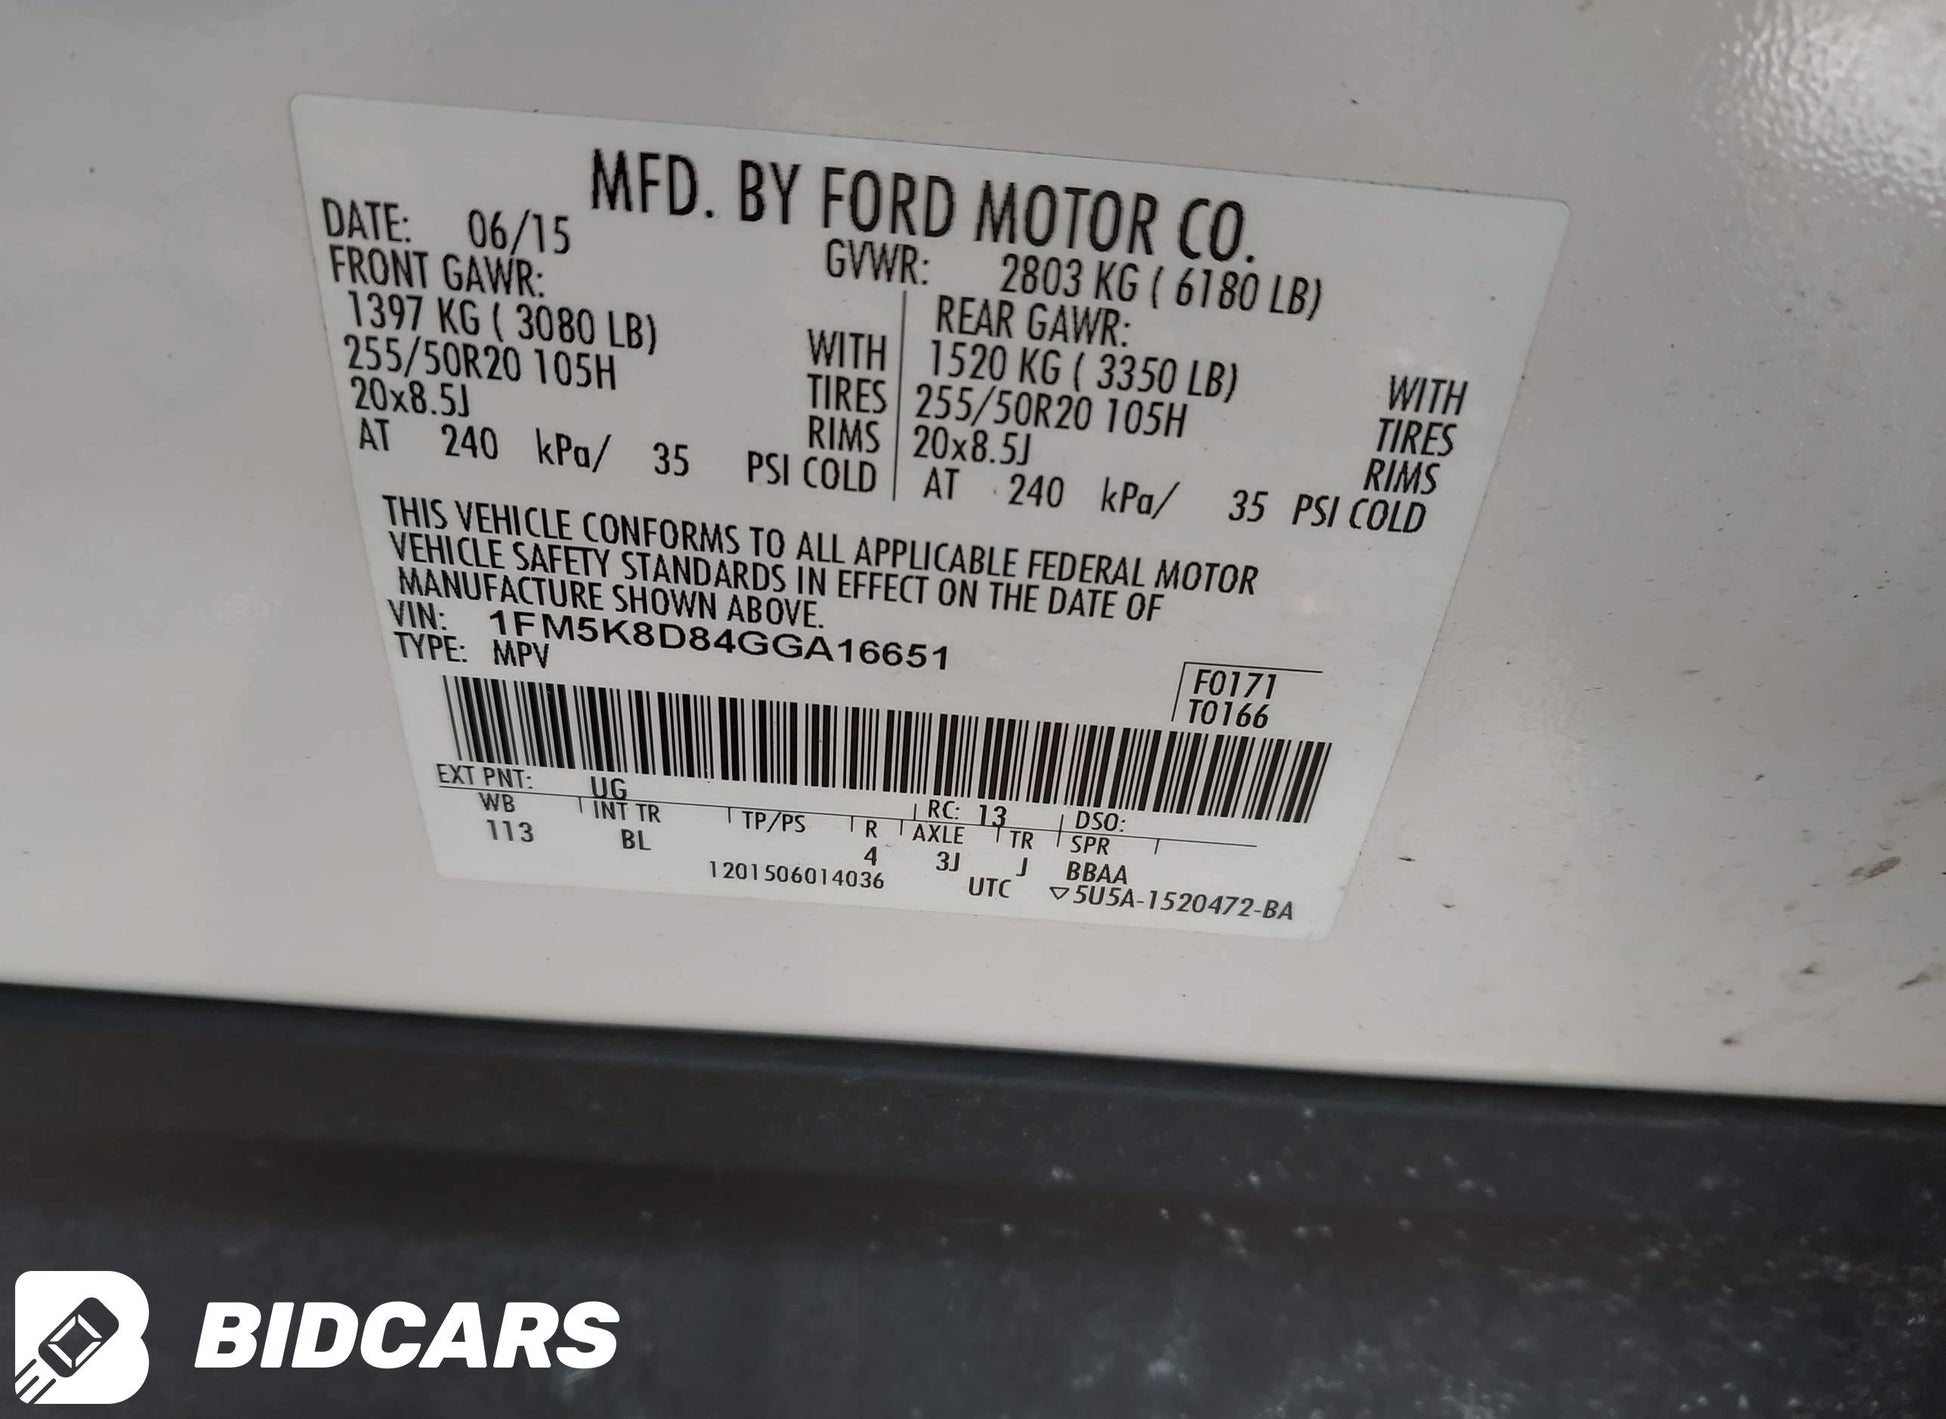 MFD. BY FORD MOTOR CO.
DATE: 06/15 GVWR: 2803 KG ( 6180 LB)
FRONT GAWR: REAR GAWR:
1397 KG ( 3080 LB) WITH 1520 KG ( 3350 LB) WITH
255/50R20 105H TIRES 255/50R20 105H TIRES
20x8.5J RIMS 20x8.5J RIMS
AT 240 kPa/ 35 PSI COLD AT 240 kPa/ 35 PSI COLD
THIS VEHICLE CONFORMS TO ALL APPLICABLE FEDERAL MOTOR
VEHICLE SAFETY STANDARDS IN EFFECT ON THE DATE OF
MANUFACTURE SHOWN ABOVE.
VIN: 1FM5K8D84GGA16651
TYPE: MPV
F0171
T0166
EXT PNT: UG RC: 13 DSO:
WB INT TR TP/PS R AXLE TR SPR
113 BL 4 3J J BBAA
1201506014036 UTC ▽5U5A-1520472-BA
BIDCARS